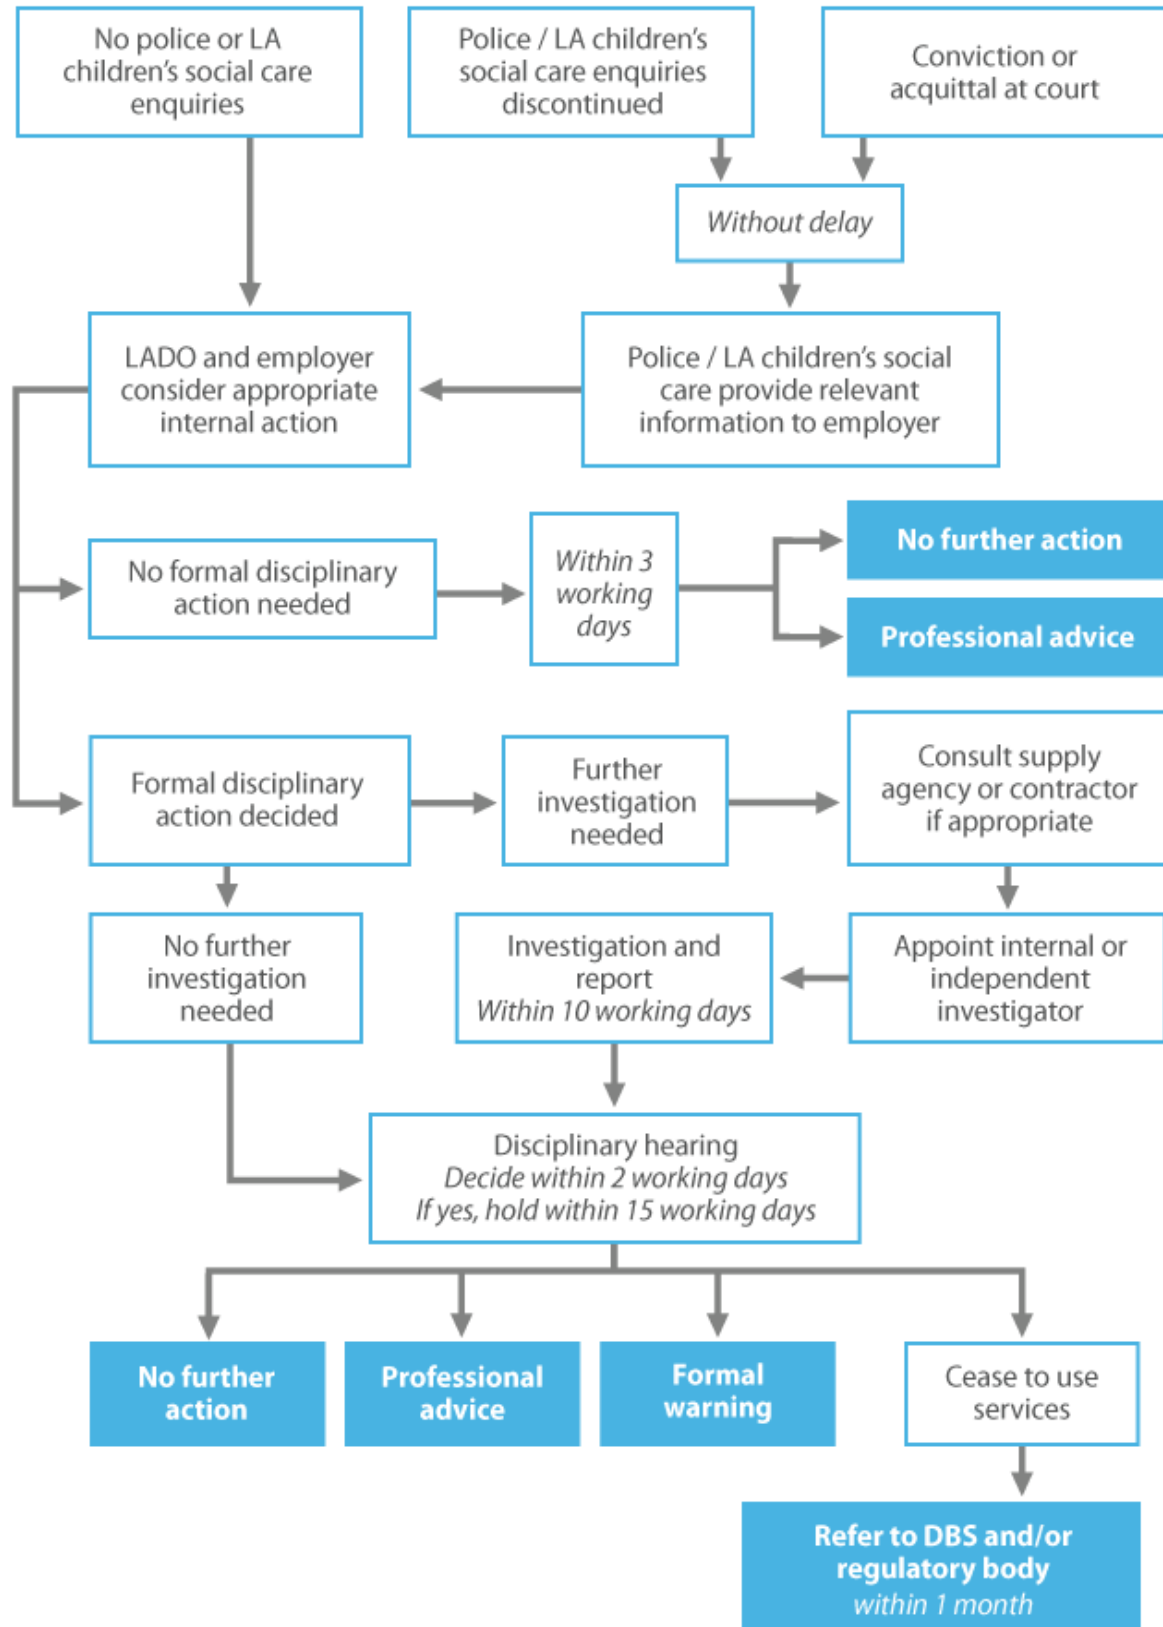 No police or LA
children's social care
enquiries
Police / LA children's
social care enquiries
discontinued
Conviction or
acquittal at court
Without delay
LADO and employer
consider appropriate
internal action
Police / LA children's social
care provide relevant
information to employer
No formal disciplinary
action needed
Within 3
working
days
No further action
Professional advice
Formal disciplinary
action decided
Further
investigation
needed
Consult supply
agency or contractor
if appropriate
No further
investigation
needed
Investigation and
report
Within 10 working days
Appoint internal or
independent
investigator
Disciplinary hearing
Decide within 2 working days
If yes, hold within 15 working days
No further
action
Professional
advice
Formal
warning
Cease to use
services
Refer to DBS and/or
regulatory body
within 1 month